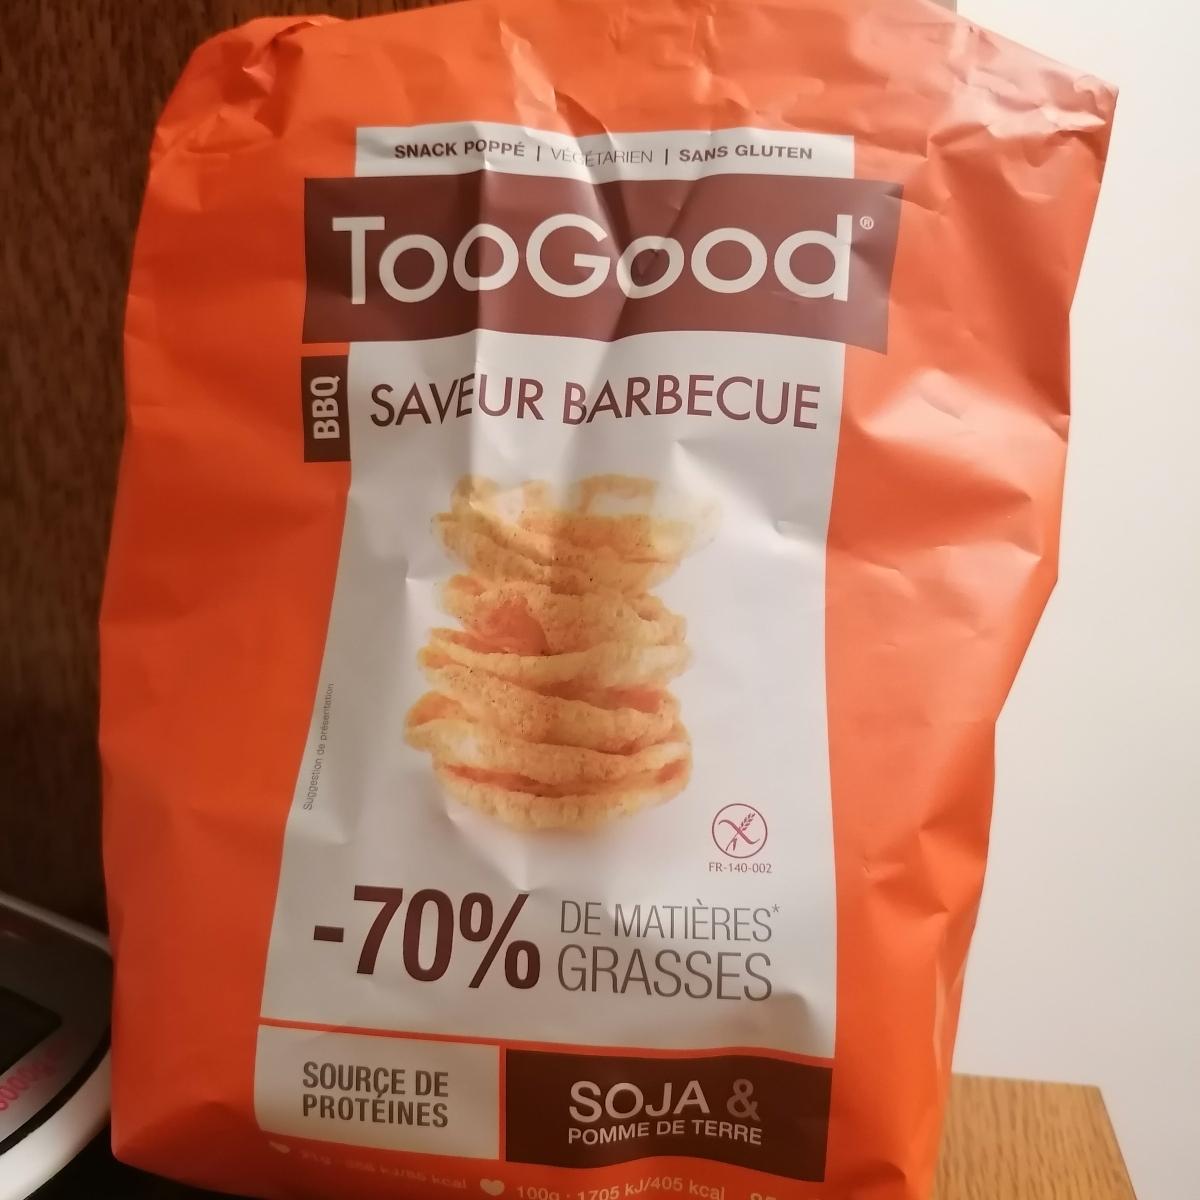 SNACK POPPÉ | VÉGÉTARIEN | SANS GLUTEN
TooGood®
BBQ
SAVEUR BARBECUE
Suggestion de présentation
FR-140-002
-70% DE MATIÈRES*
GRASSES
SOURCE DE
PROTÉINES
SOJA &
POMME DE TERRE
kcal
100g : 1705 kJ/405 kcal